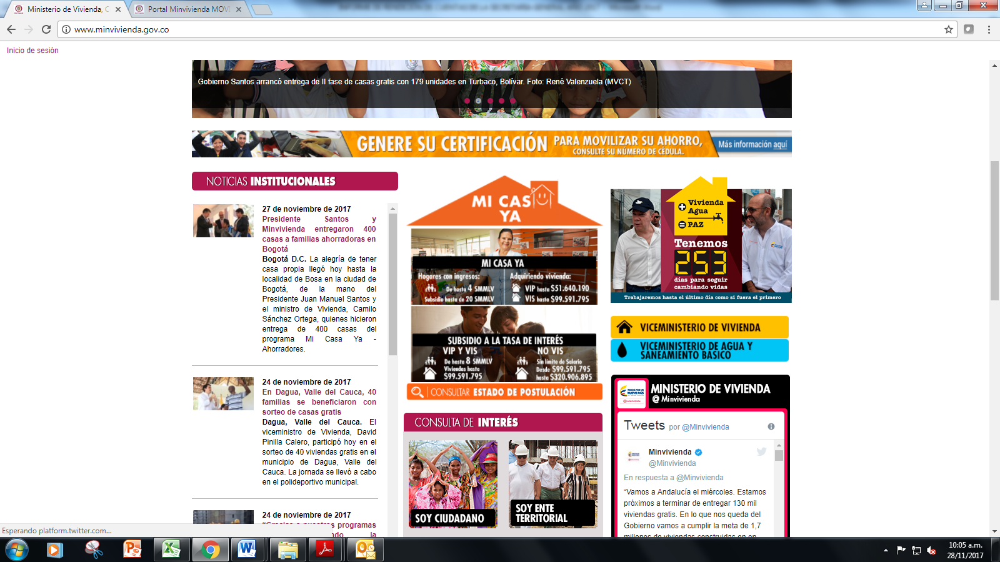 Ministerio de Vivienda, C
Portal Minvivienda MOV
www.minvivienda.gov.co
Inicio de sesión
Gobierno Santos arrancó entrega de II fase de casas gratis con 179 unidades en Turbaco, Bolívar. Foto: René Valenzuela (MVCT)
GENERE SU CERTIFICACIÓN PARA MOVILIZAR SU AHORRO,
CONSULTE SU NÚMERO DE CÉDULA.
Más información aquí
NOTICIAS INSTITUCIONALES
27 de noviembre de 2017
Presidente Santos y
Minvivienda entregaron 400
casas a familias ahorradoras en
Bogotá
Bogotá D.C. La alegría de tener
casa propia llegó hoy hasta la
localidad de Bosa en la ciudad de
Bogotá, de la mano del
Presidente Juan Manuel Santos y
el ministro de Vivienda, Camilo
Sánchez Ortega, quienes hicieron
entrega de 400 casas del
programa Mi Casa Ya -
Ahorradores.
24 de noviembre de 2017
En Dagua, Valle del Cauca, 40
familias se beneficiaron con
sorteo de casas gratis
Dagua, Valle del Cauca. El
viceministro de Vivienda, David
Pinilla Calero, participó hoy en el
sorteo de 40 viviendas gratis en el
municipio de Dagua, Valle del
Cauca. La jornada se llevó a cabo
en el polideportivo municipal.
24 de noviembre de 2017
"Gracias a nuestros programas
la
MI CASA
YA
MI CASA YA
Hogares con ingresos:
De hasta 4 SMMLV
Subsidio hasta de 20 SMMLV
Adquiriendo vivienda:
VIP hasta $51.640.190
VIS hasta $99.591.795
SUBSIDIO A LA TASA DE INTERÉS
VIP Y VIS
De hasta 8 SMMLV
Viviendas hasta
$99.591.795
NO VIS
Sin límite de Salario
Desde $99.591.795
hasta $320.906.895
CONSULTAR ESTADO DE POSTULACIÓN
CONSULTA DE INTERÉS
SOY CIUDADANO
SOY ENTE
TERRITORIAL
+ Vivienda
Agua
= PAZ
Tenemos
253
días para seguir
cambiando vidas
Trabajaremos hasta el último día como si fuera el primero
VICEMINISTERIO DE VIVIENDA
VICEMINISTERIO DE AGUA Y
SANEAMIENTO BÁSICO
TODOS POR UN
NUEVO PAÍS
MINISTERIO DE VIVIENDA
@ Minvivienda
Tweets por @Minvivienda
Minvivienda
@Minvivienda
En respuesta a @Minvivienda
“Vamos a Andalucía el miércoles. Estamos
próximos a terminar de entregar 130 mil
viviendas gratis. En lo que nos queda del
Gobierno vamos a cumplir la meta de 1,7
millones de viviendas construidas en en
Esperando platform.twitter.com...
10:05 a.m.
28/11/2017